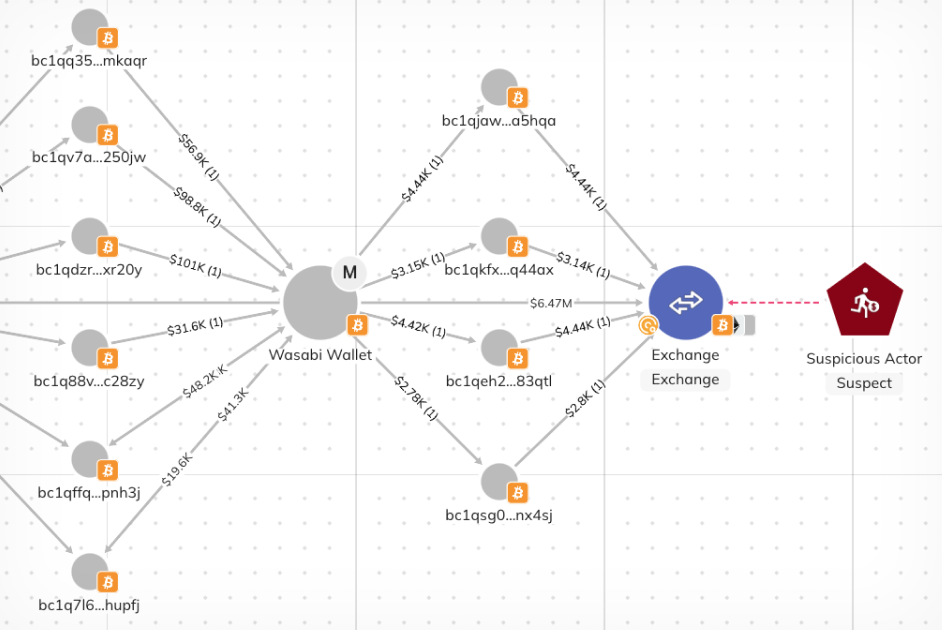 bc1qq35...mkaqr
bc1qjaw...a5hqa
$56.9K (1)
bc1qv7a...250jw
$4.44K (1)
$4.44K (1)
$98.8K (1)
bc1qdzr...xr20y
$101K (1)
M
$3.15K (1)
bc1qkfx...q44ax
$3.14K (1)
$6.47M
$31.6K (1)
Wasabi Wallet
$4.42K (1)
$4.44K (1)
Exchange
Exchange
Suspicious Actor
Suspect
bc1q88v...c28zy
bc1qeh2...83qtl
$48.2K K
$41.3K
$2.78K (1)
$2.8K (1)
$19.6K
bc1qffq...pnh3j
bc1qsg0...nx4sj
bc1q7l6...hupfj